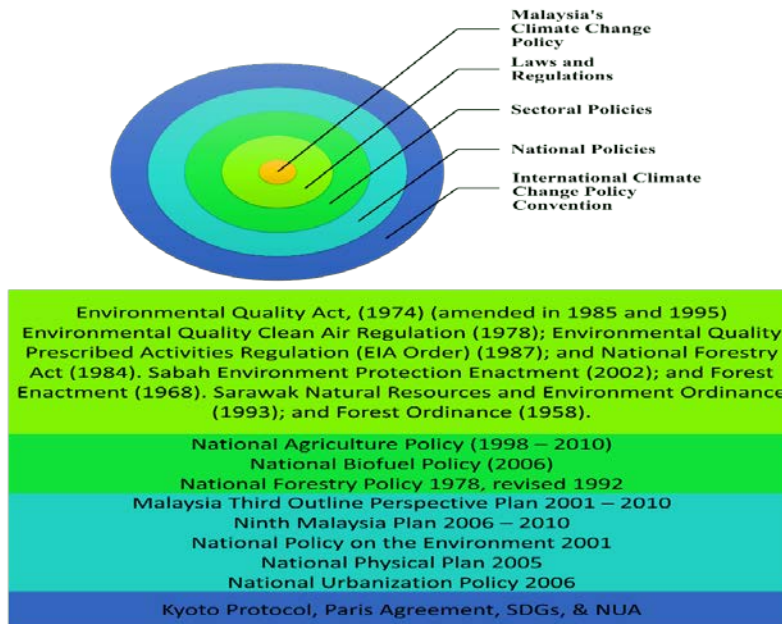 Malaysia's
Climate Change
Policy
Laws and
Regulations
Sectoral Policies
National Policies
International Climate
Change Policy
Convention
Environmental Quality Act, (1974) (amended in 1985 and 1995)
Environmental Quality Clean Air Regulation (1978); Environmental Quality
Prescribed Activities Regulation (EIA Order) (1987); and National Forestry
Act (1984). Sabah Environment Protection Enactment (2002); and Forest
Enactment (1968). Sarawak Natural Resources and Environment Ordinance
(1993); and Forest Ordinance (1958).
National Agriculture Policy (1998 – 2010)
National Biofuel Policy (2006)
National Forestry Policy 1978, revised 1992
Malaysia Third Outline Perspective Plan 2001 – 2010
Ninth Malaysia Plan 2006 – 2010
National Policy on the Environment 2001
National Physical Plan 2005
National Urbanization Policy 2006
Kyoto Protocol, Paris Agreement, SDGs, & NUA